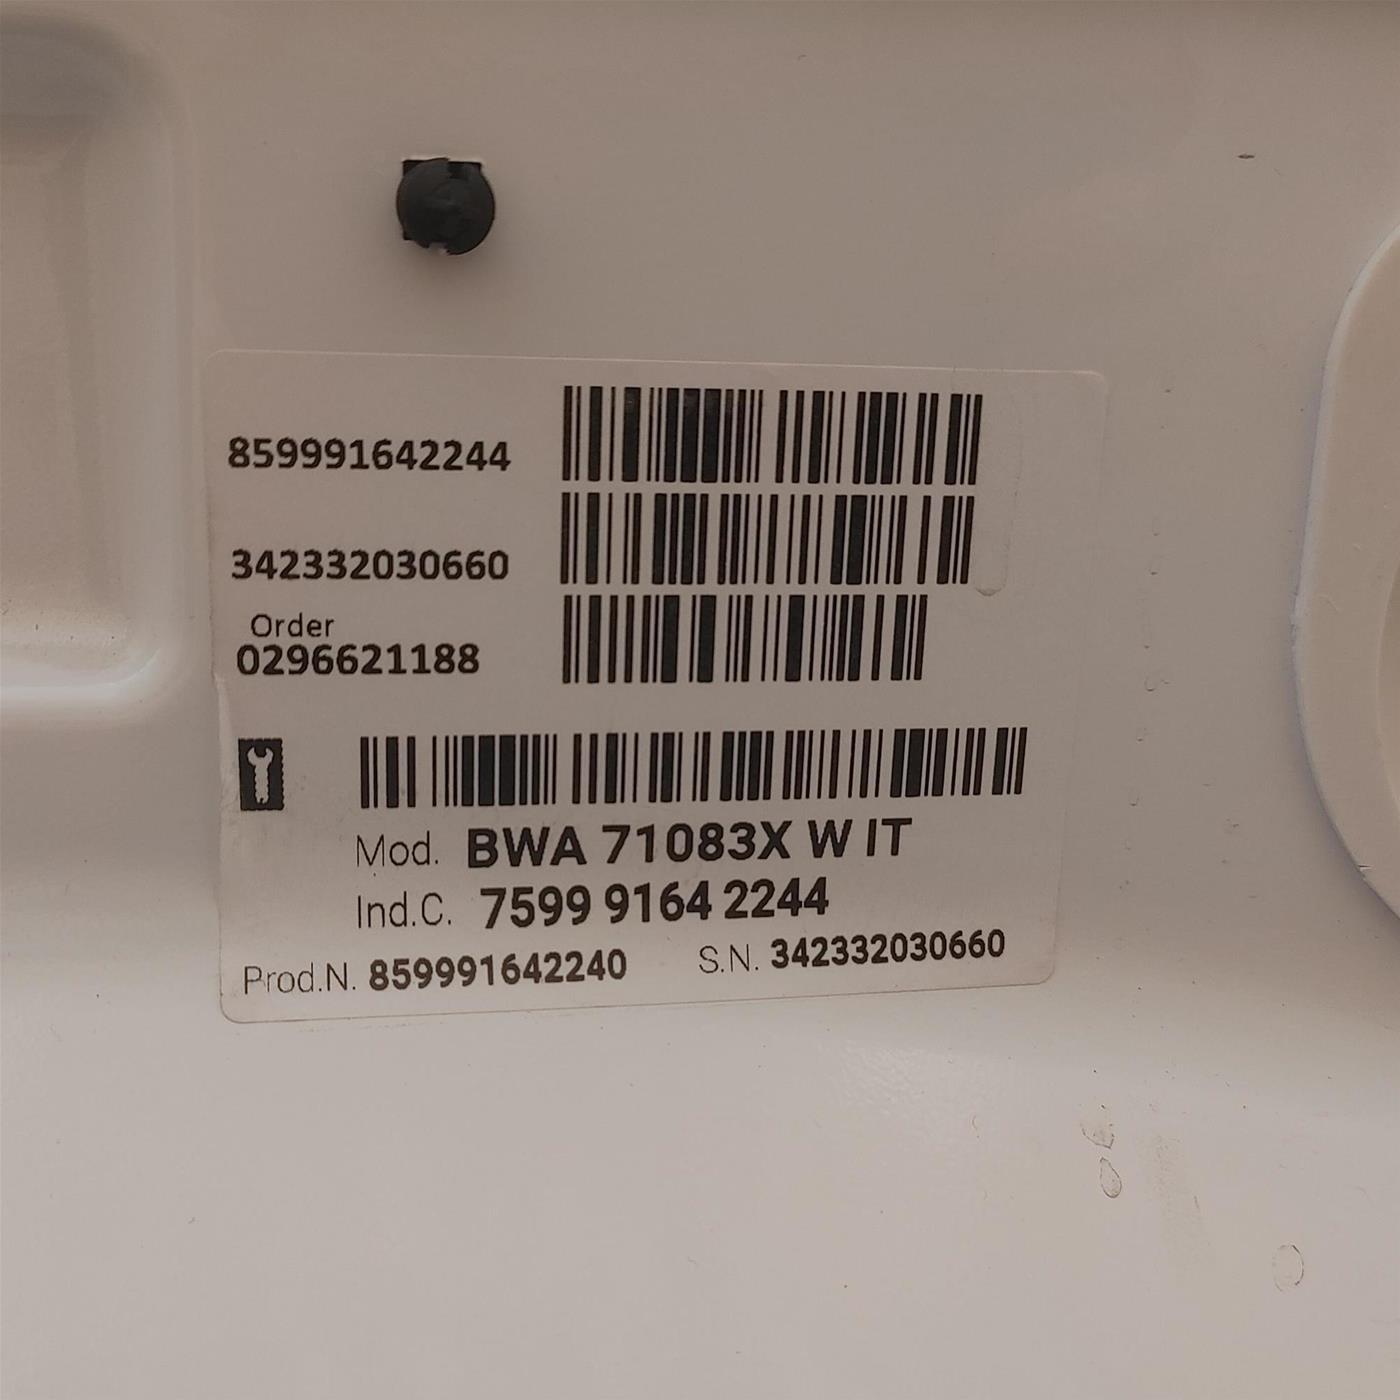 859991642244
342332030660
Order
0296621188
Mod. BWA 71083X W IT
Ind.C. 7599 9164 2244
Prod.N. 859991642240 S.N. 342332030660